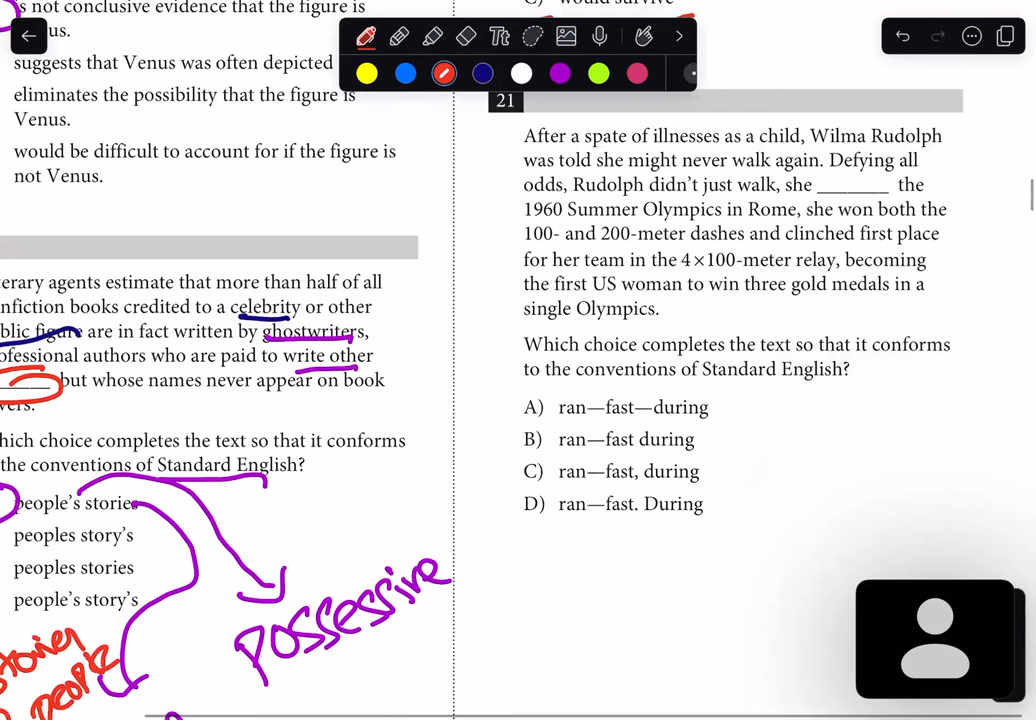 s not conclusive evidence that the figure is
us.
suggests that Venus was often depicted
eliminates the possibility that the figure is
Venus.
would be difficult to account for if the figure is
not Venus.
erary agents estimate that more than half of all
nfiction books credited to a celebrity or other
blic figure are in fact written by ghostwriters,
ofessional authors who are paid to write other
______ but whose names never appear on book
vers.
hich choice completes the text so that it conforms
the conventions of Standard English?
people's stories
peoples story's
peoples stories
people's story's
possessive
people
C) would survive
Tt
21
After a spate of illnesses as a child, Wilma Rudolph
was told she might never walk again. Defying all
odds, Rudolph didn't just walk, she _______ the
1960 Summer Olympics in Rome, she won both the
100- and 200-meter dashes and clinched first place
for her team in the 4×100-meter relay, becoming
the first US woman to win three gold medals in a
single Olympics.
Which choice completes the text so that it conforms
to the conventions of Standard English?
A) ran—fast—during
B) ran—fast during
C) ran—fast, during
D) ran—fast. During